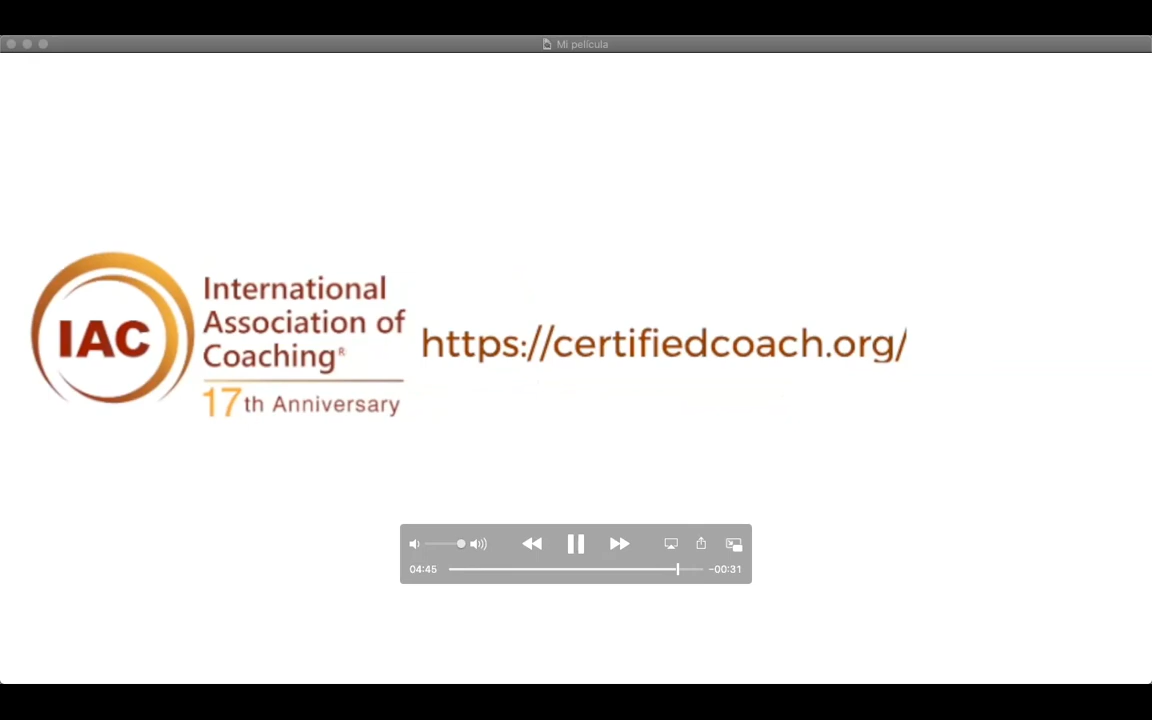 Mi película
IAC
International
Association of
Coaching®
17th Anniversary
https://certifiedcoach.org/
04:45
-00:31